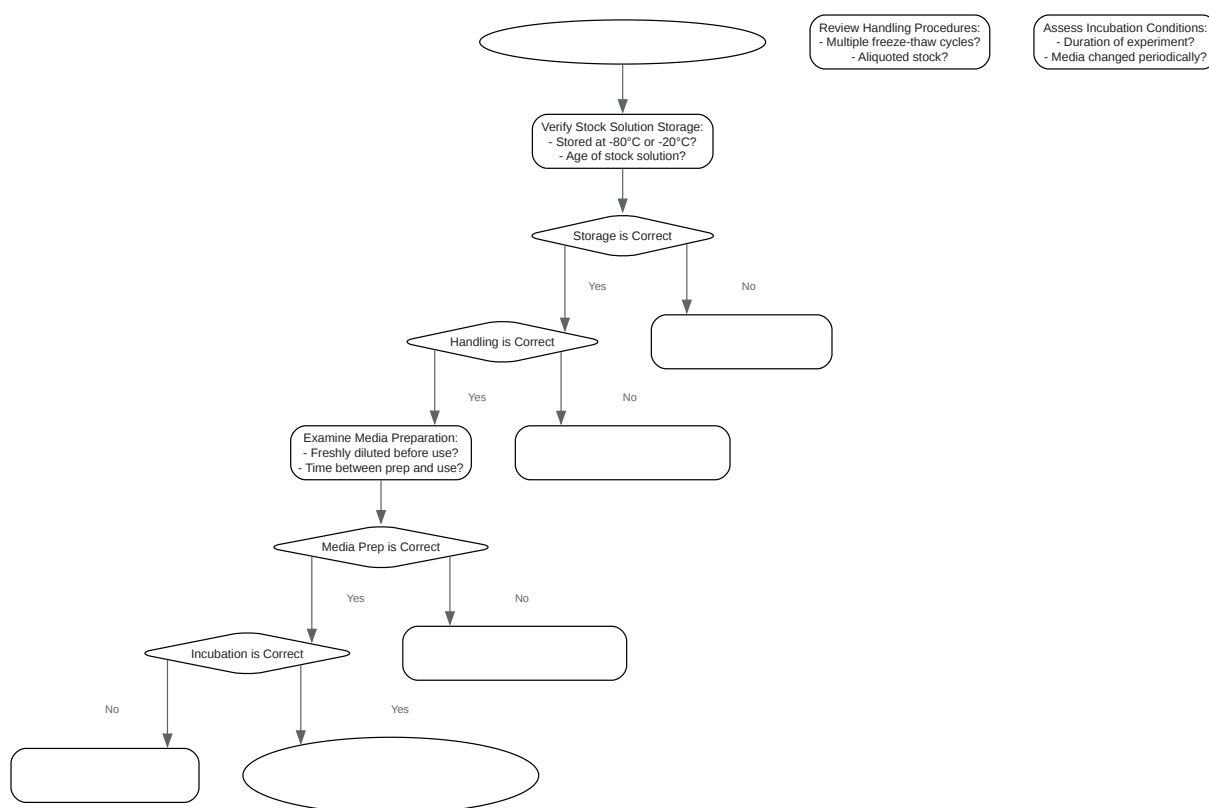 Review Handling Procedures:
- Multiple freeze-thaw cycles?
- Aliquoted stock?
Assess Incubation Conditions:
- Duration of experiment?
- Media changed periodically?
Verify Stock Solution Storage:
- Stored at -80°C or -20°C?
- Age of stock solution?
Storage is Correct
Yes
No
Handling is Correct
Yes
No
Examine Media Preparation:
- Freshly diluted before use?
- Time between prep and use?
Media Prep is Correct
Yes
No
Incubation is Correct
No
Yes